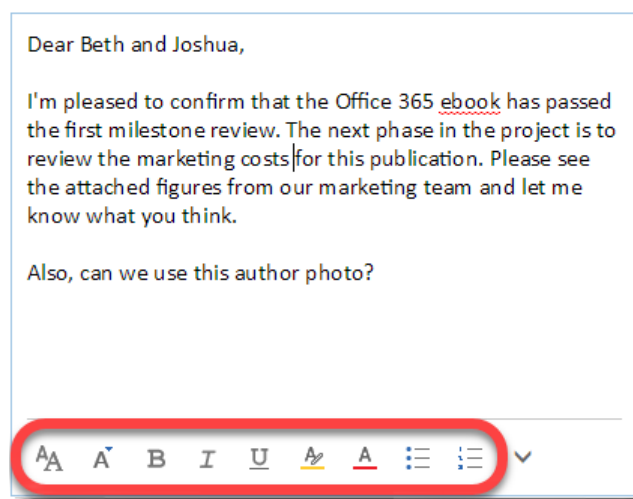 Dear Beth and Joshua,
I'm pleased to confirm that the Office 365 ebook has passed
the first milestone review. The next phase in the project is to
review the marketing costs for this publication. Please see
the attached figures from our marketing team and let me
know what you think.
Also, can we use this author photo?
AA A B I U A A